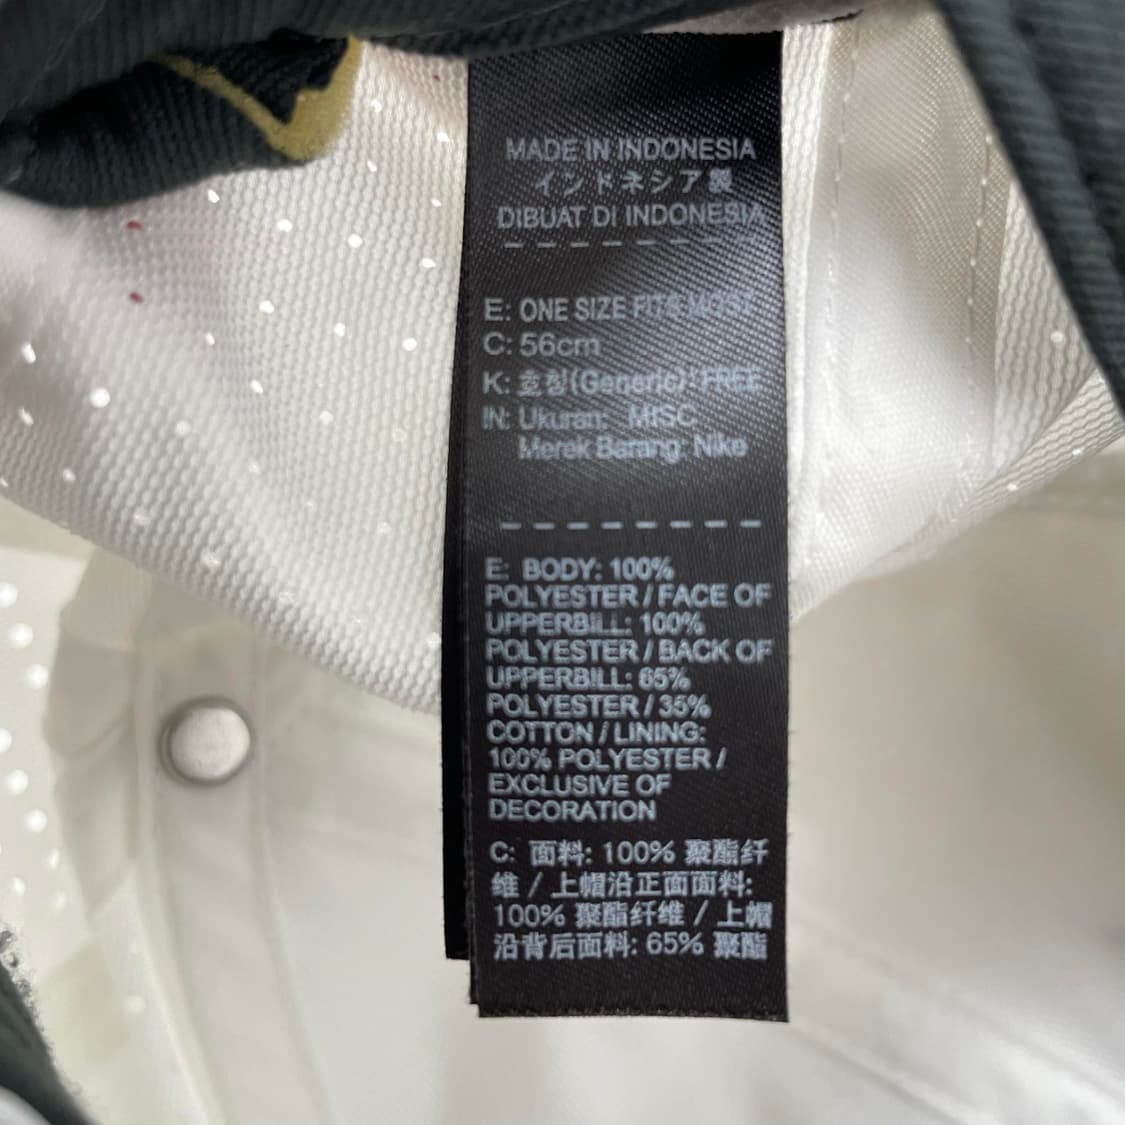 MADE IN INDONESIA
インドネシア製
DIBUAT DI INDONESIA
E: ONE SIZE FITS MOST
C: 56cm
K: 호칭(Generic): FREE
IN: Ukuran: MISC
Merek Barang: Nike
E: BODY: 100%
POLYESTER / FACE OF
UPPERBILL: 100%
POLYESTER / BACK OF
UPPERBILL: 65%
POLYESTER / 35%
COTTON / LINING:
100% POLYESTER /
EXCLUSIVE OF
DECORATION
C: 面料: 100% 聚酯纤
维 / 上帽沿正面面料:
100% 聚酯纤维 / 上帽
沿背后面料: 65% 聚酯